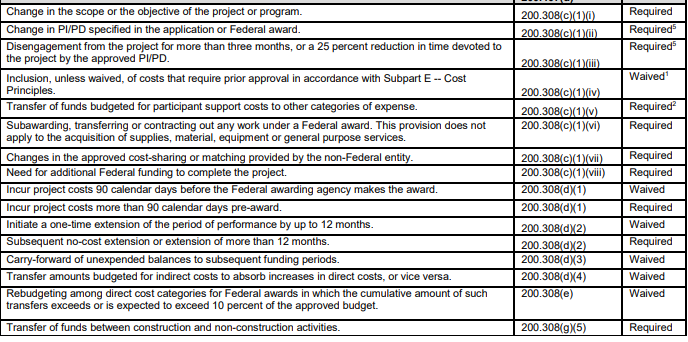 Change in the scope or the objective of the project or program. 200.308(c)(1)(i) Required
Change in PI/PD specified in the application or Federal award. 200.308(c)(1)(ii) Required⁵
Disengagement from the project for more than three months, or a 25 percent reduction in time devoted to
the project by the approved PI/PD. 200.308(c)(1)(iii) Required⁵
Inclusion, unless waived, of costs that require prior approval in accordance with Subpart E -- Cost
Principles. 200.308(c)(1)(iv) Waived¹
Transfer of funds budgeted for participant support costs to other categories of expense. 200.308(c)(1)(v) Required²
Subawarding, transferring or contracting out any work under a Federal award. This provision does not
apply to the acquisition of supplies, material, equipment or general purpose services. 200.308(c)(1)(vi) Required
Changes in the approved cost-sharing or matching provided by the non-Federal entity. 200.308(c)(1)(vii) Required
Need for additional Federal funding to complete the project. 200.308(c)(1)(viii) Required
Incur project costs 90 calendar days before the Federal awarding agency makes the award. 200.308(d)(1) Waived
Incur project costs more than 90 calendar days pre-award. 200.308(d)(1) Required
Initiate a one-time extension of the period of performance by up to 12 months. 200.308(d)(2) Waived
Subsequent no-cost extension or extension of more than 12 months. 200.308(d)(2) Required
Carry-forward of unexpended balances to subsequent funding periods. 200.308(d)(3) Waived
Transfer amounts budgeted for indirect costs to absorb increases in direct costs, or vice versa. 200.308(d)(4) Waived
Rebudgeting among direct cost categories for Federal awards in which the cumulative amount of such
transfers exceeds or is expected to exceed 10 percent of the approved budget. 200.308(e) Waived
Transfer of funds between construction and non-construction activities. 200.308(g)(5) Required